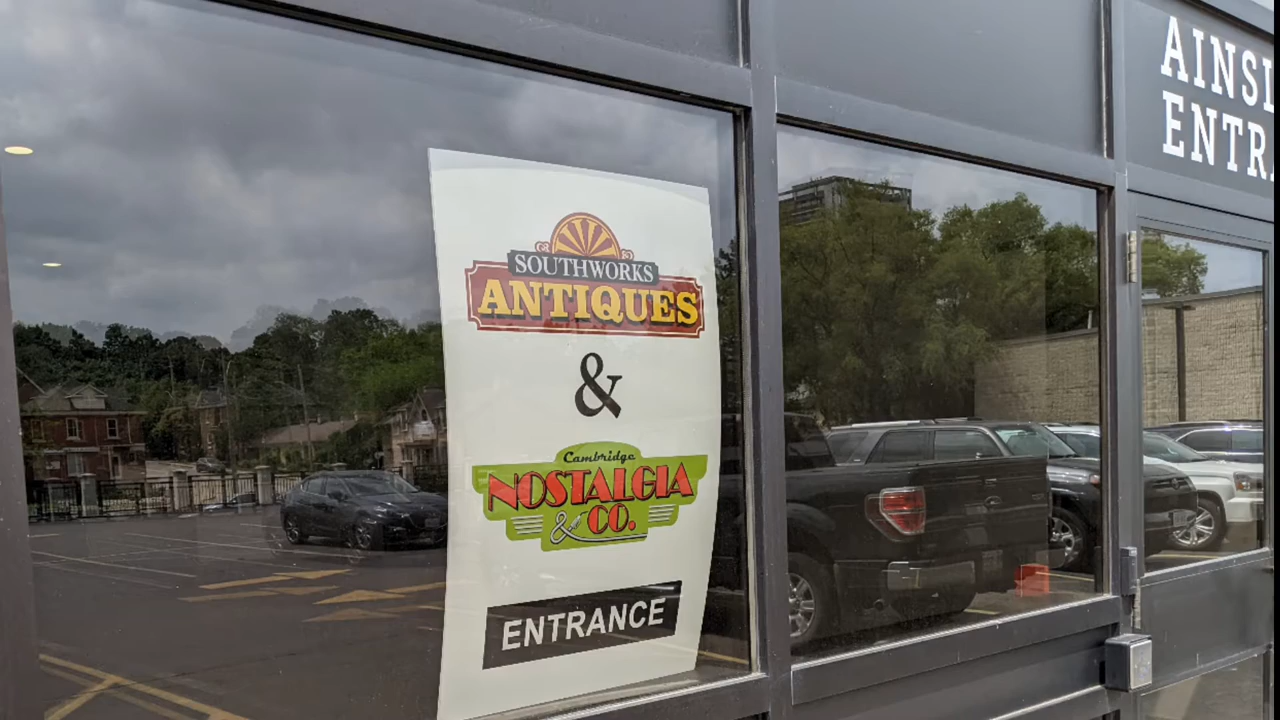 SOUTHWORKS
ANTIQUES
&
Cambridge
NOSTALGIA
& CO.
ENTRANCE